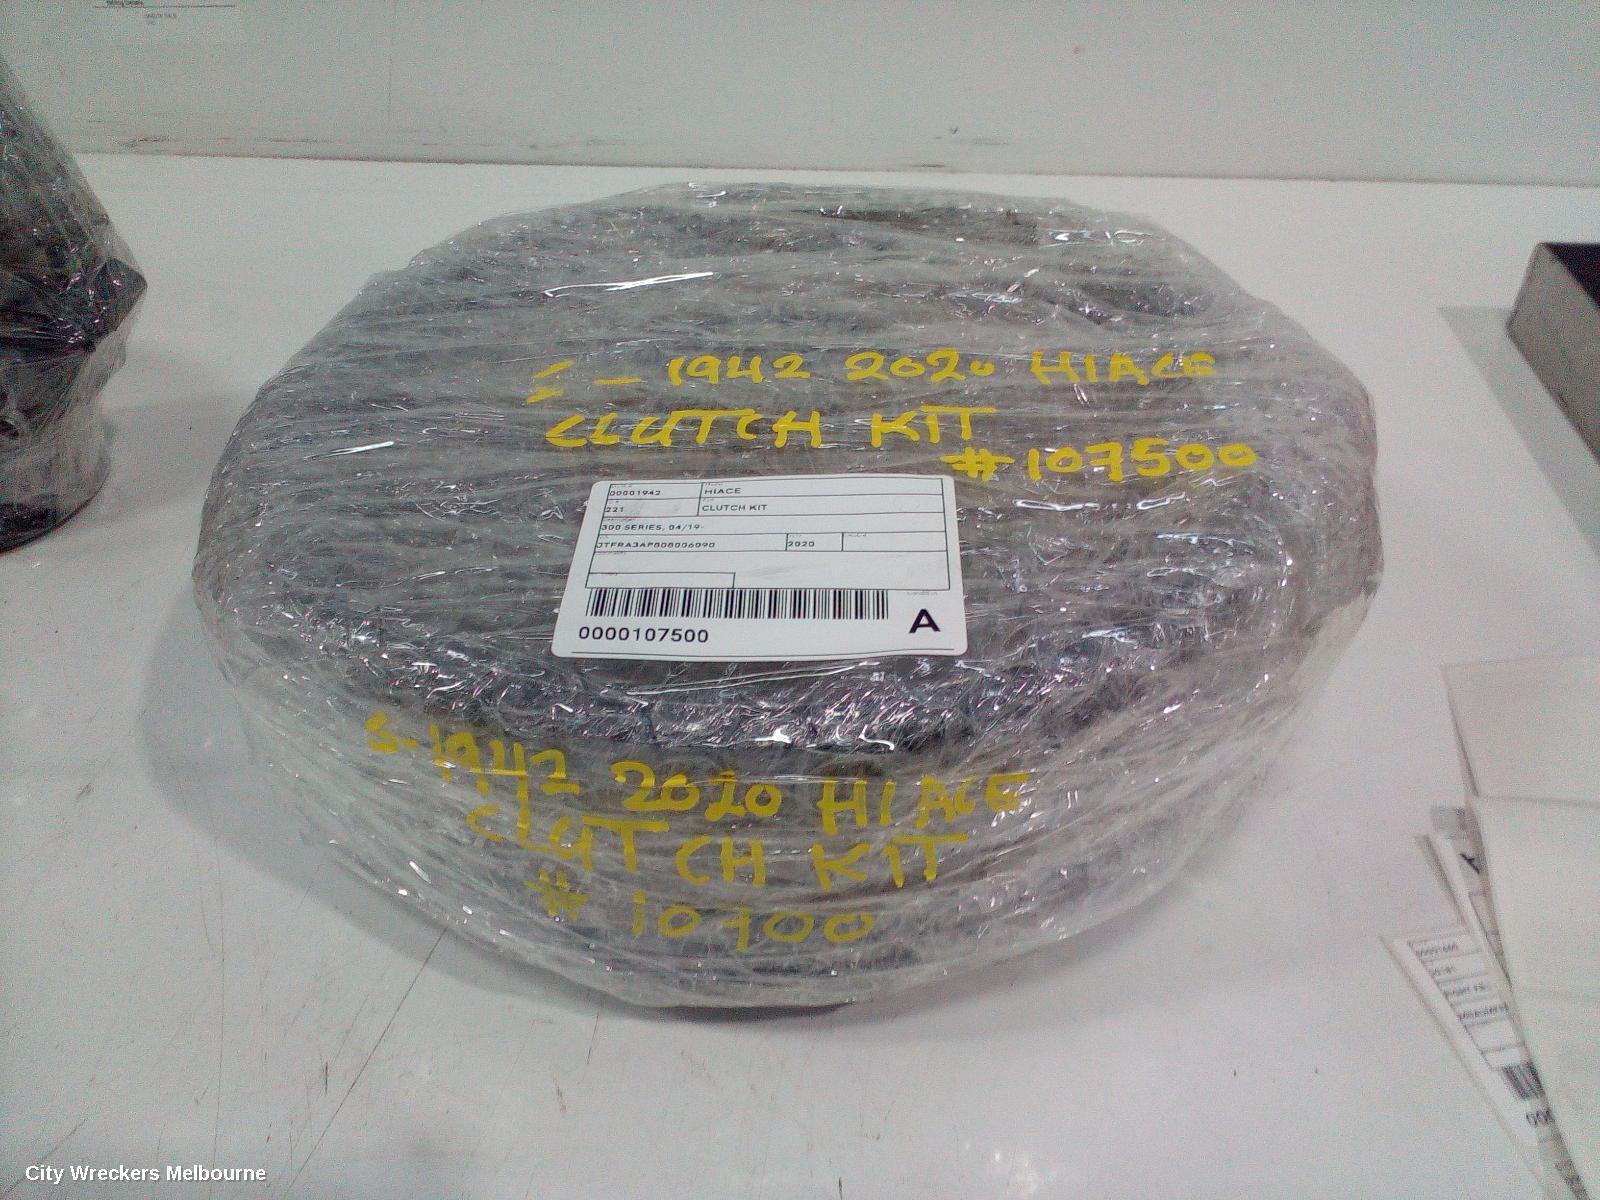 S - 1942 2020 HIACE
CLUTCH KIT
# 107500
00001942
HIACE
221
CLUTCH KIT
300 SERIES, 04/19-
JTFRA3AP808006090
2020
0000107500
A
S-1942 2020 HIACE
CLUTCH KIT
# 10700
City Wreckers Melbourne